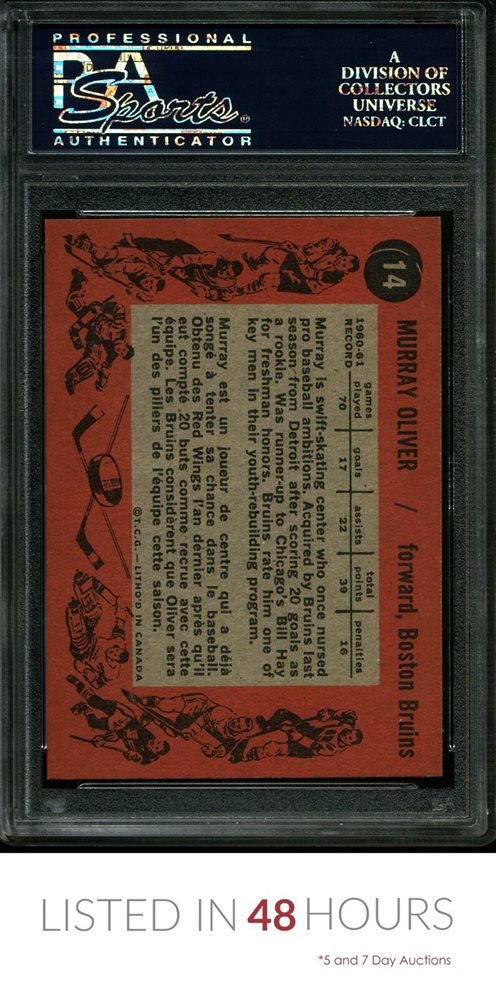 PROFESSIONAL
PSA
Sports®
AUTHENTICATOR
A
DIVISION OF
COLLECTORS
UNIVERSE
NASDAQ: CLCT
14
MURRAY OLIVER / forward, Boston Bruins
1960-61 RECORD
games played goals assists total points penalties
70 17 22 39 16
Murray is swift-skating center who once nursed
pro baseball ambitions. Acquired by Bruins last
season from Detroit after scoring 20 goals as
a rookie. Was runner-up to Chicago's Bill Hay
for freshman honors. Bruins rate him one of
key men in their youth-rebuilding program.
Murray est un joueur de centre qui a déjà
songé à tenter sa chance dans le baseball.
Obtenu des Red Wings l'an dernier après qu'il
eut compté 20 buts comme recrue avec cette
équipe. Les Bruins considèrent que Oliver sera
l'un des piliers de l'équipe cette saison.
©T.C.G.—LITHO'D IN CANADA
LISTED IN 48 HOURS
*5 and 7 Day Auctions